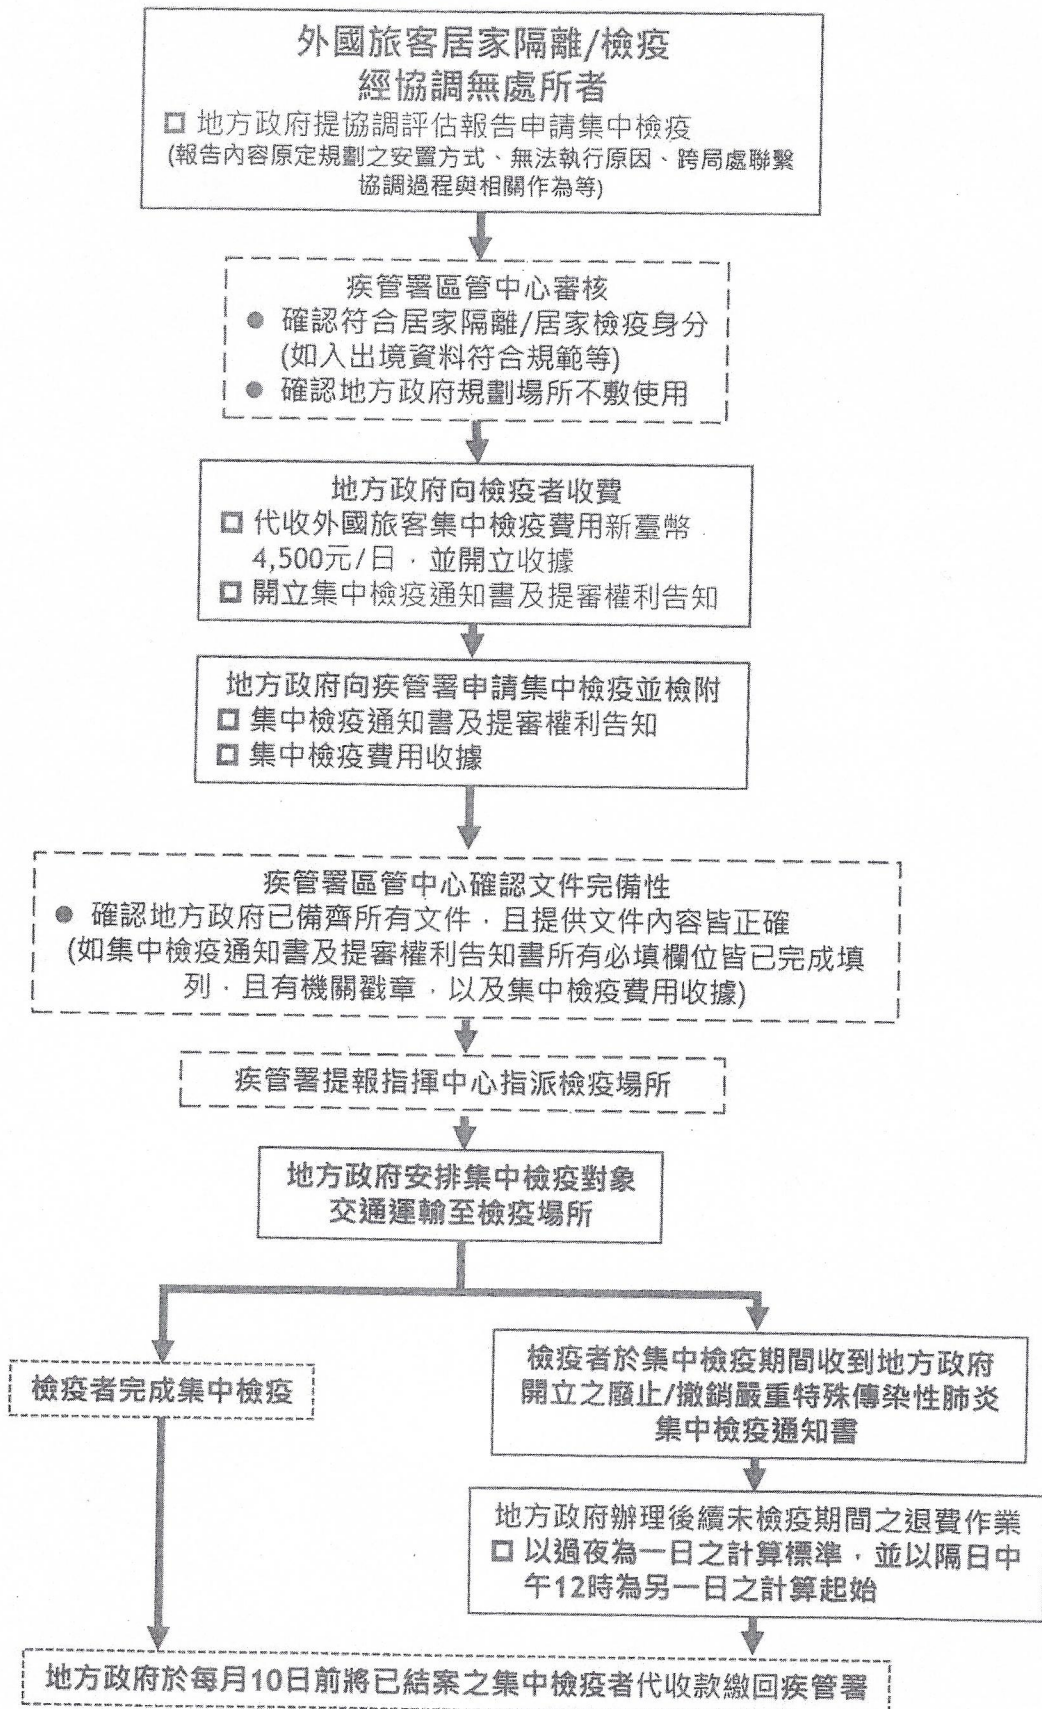 外國旅客居家隔離/檢疫
經協調無處所者
地方政府提協調評估報告申請集中檢疫
(報告內容原定規劃之安置方式、無法執行原因、跨局處聯繫
協調過程與相關作為等)
疾管署區管中心審核
● 確認符合居家隔離/居家檢疫身分
(如入出境資料符合規範等)
● 確認地方政府規劃場所不敷使用
地方政府向檢疫者收費
代收外國旅客集中檢疫費用新臺幣
4,500元/日，並開立收據
開立集中檢疫通知書及提審權利告知
地方政府向疾管署申請集中檢疫並檢附
集中檢疫通知書及提審權利告知
集中檢疫費用收據
疾管署區管中心確認文件完備性
● 確認地方政府已備齊所有文件，且提供文件內容皆正確
(如集中檢疫通知書及提審權利告知書所有必填欄位皆已完成填
列，且有機關戳章，以及集中檢疫費用收據)
疾管署提報指揮中心指派檢疫場所
地方政府安排集中檢疫對象
交通運輸至檢疫場所
檢疫者完成集中檢疫
檢疫者於集中檢疫期間收到地方政府
開立之廢止/撤銷嚴重特殊傳染性肺炎
集中檢疫通知書
地方政府辦理後續未檢疫期間之退費作業
以過夜為一日之計算標準，並以隔日中
午12時為另一日之計算起始
地方政府於每月10日前將已結案之集中檢疫者代收款繳回疾管署